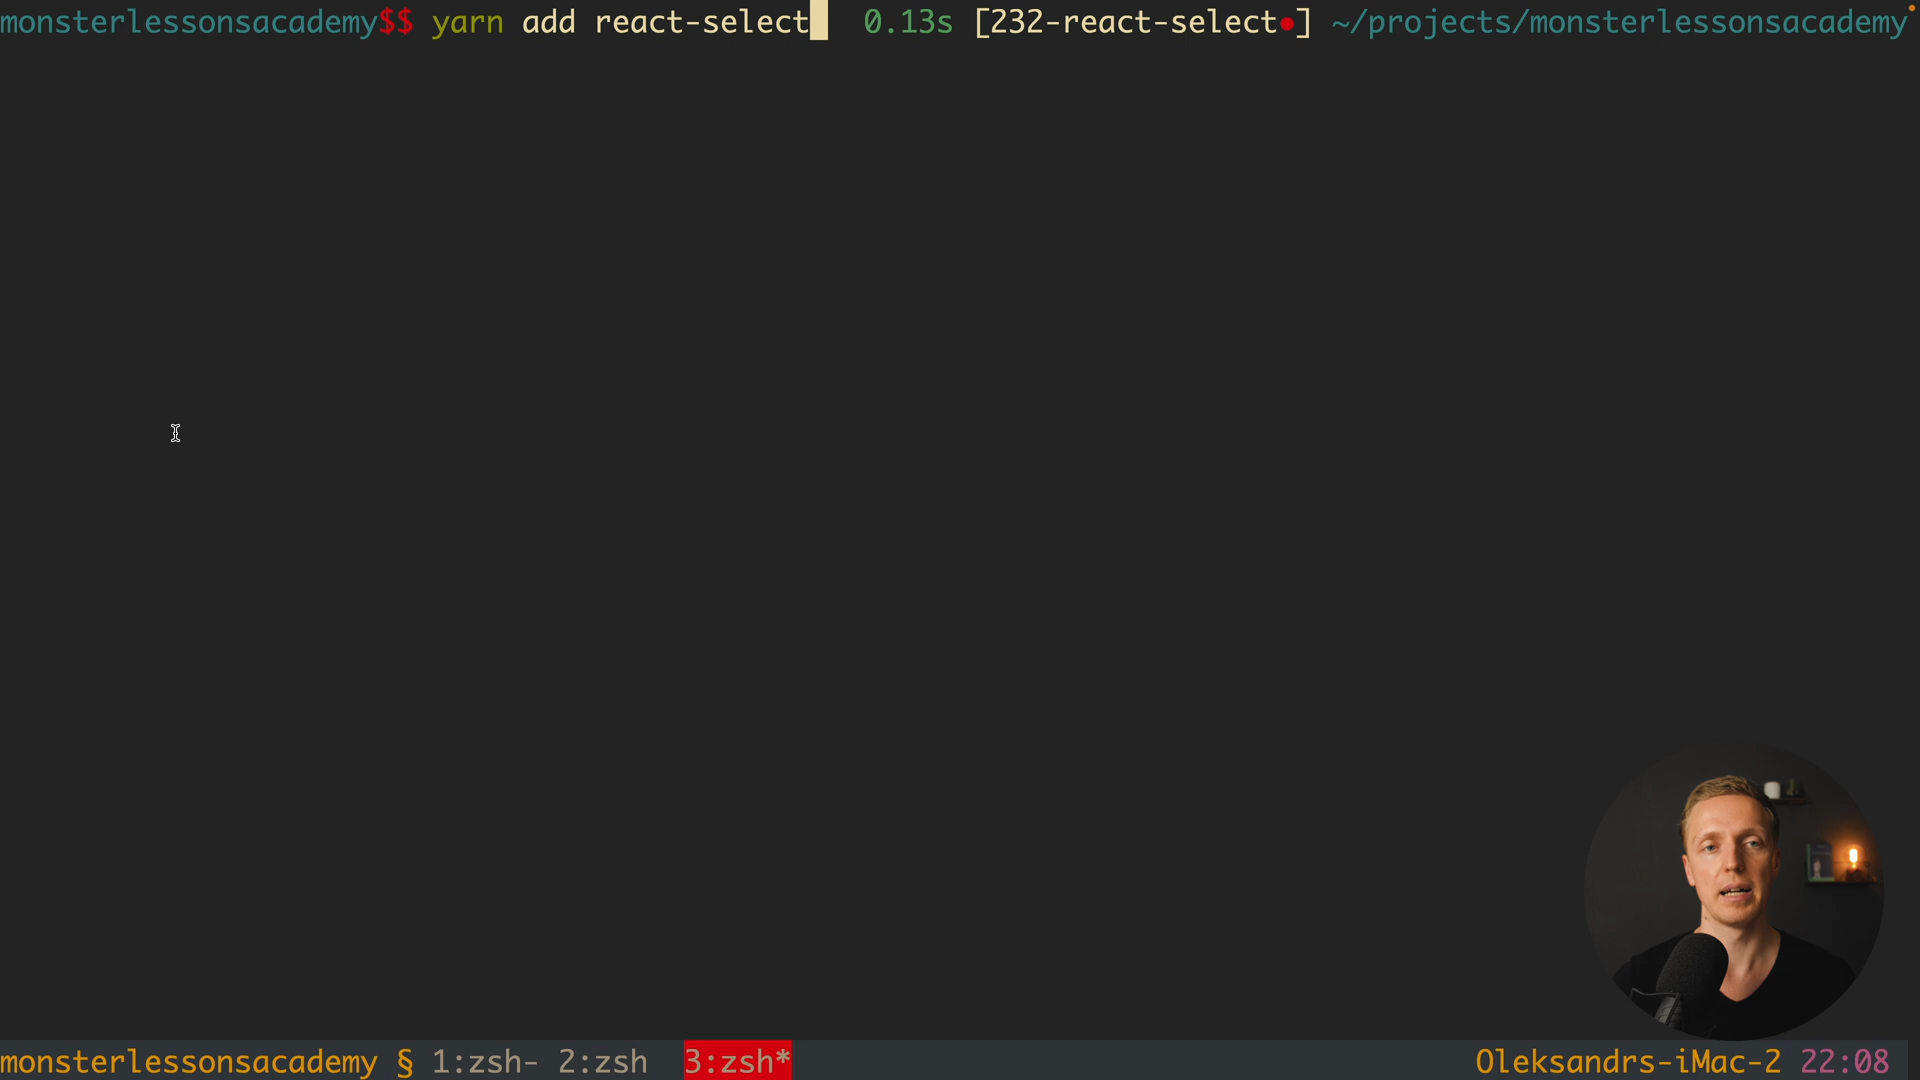 monsterlessonsacademy$$ yarn add react-select 0.13s [232-react-select●] ~/projects/monsterlessonsacademy
monsterlessonsacademy § 1:zsh- 2:zsh 3:zsh* Oleksandrs-iMac-2 22:08